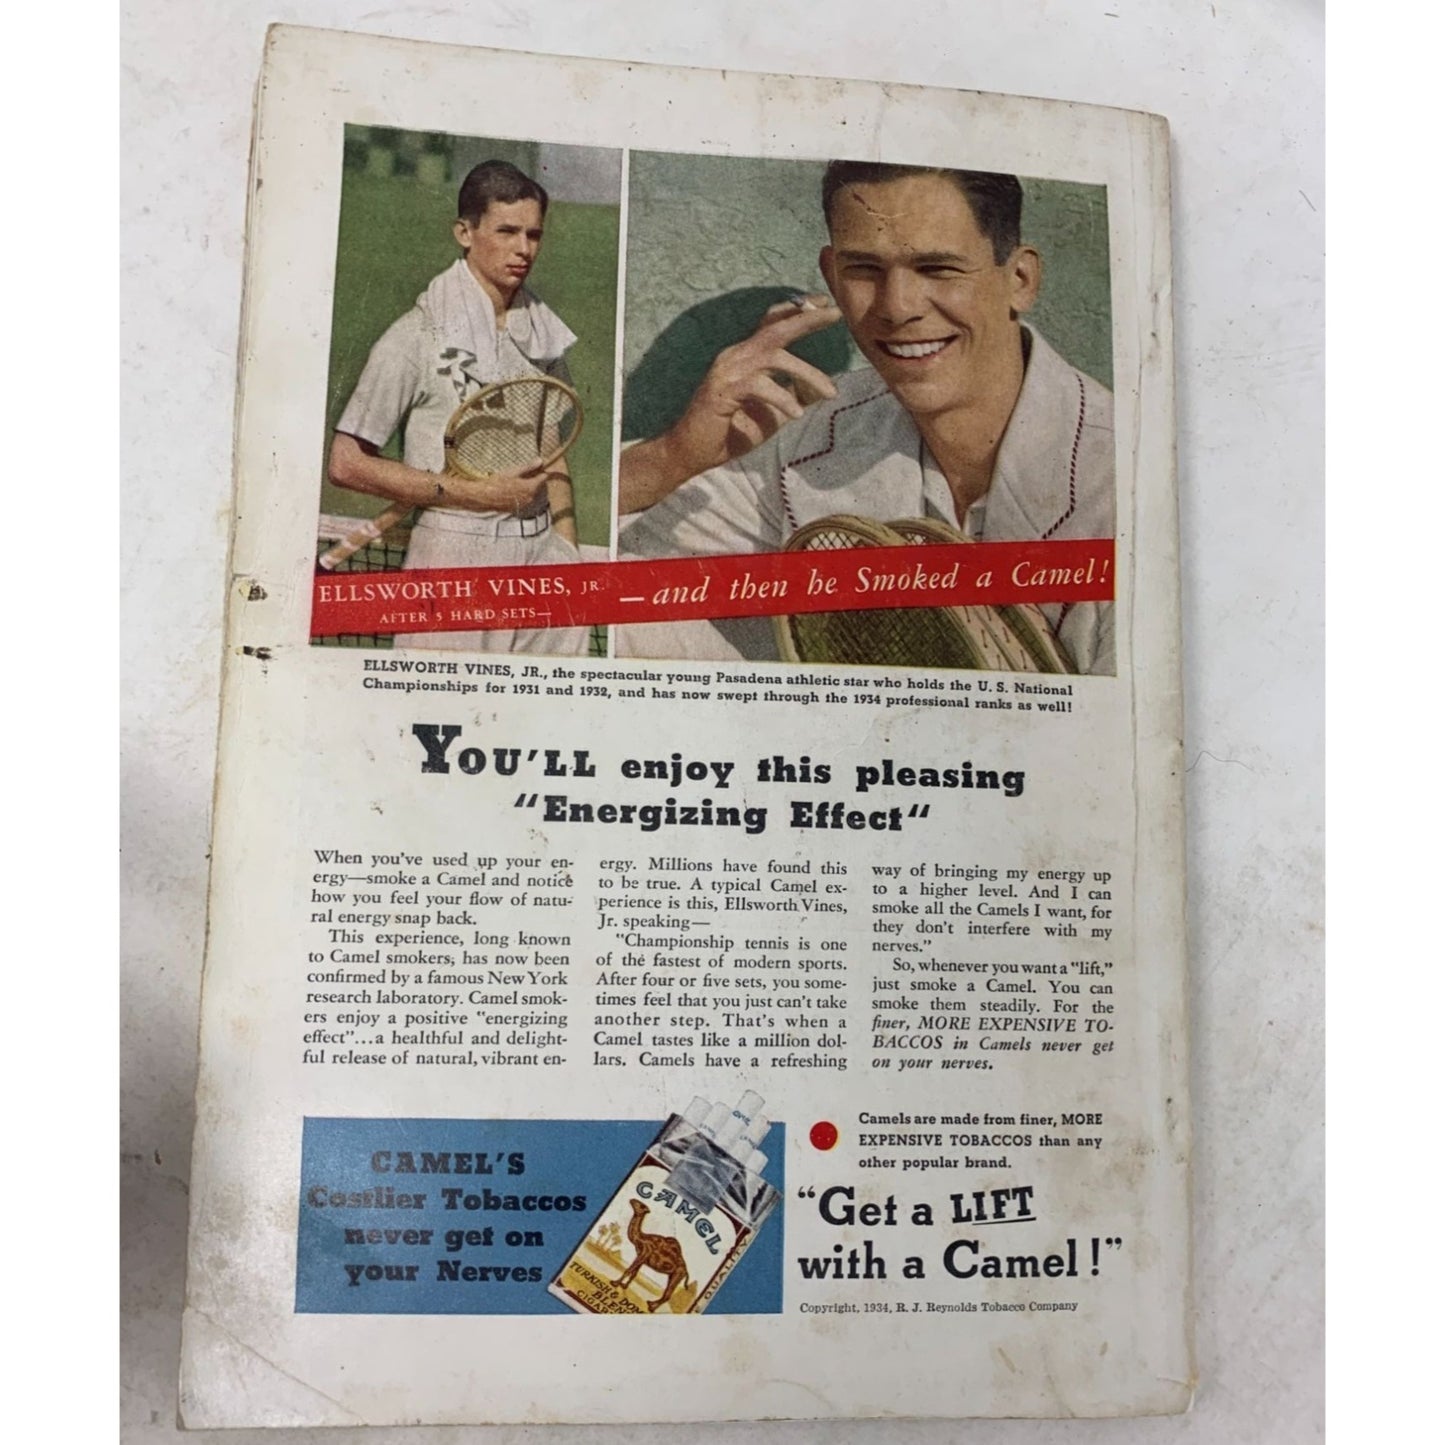 ELLSWORTH VINES, JR.
AFTER 5 HARD SETS—
—and then he Smoked a Camel!
ELLSWORTH VINES, JR., the spectacular young Pasadena athletic star who holds the U. S. National
Championships for 1931 and 1932, and has now swept through the 1934 professional ranks as well!
YOU'LL enjoy this pleasing
"Energizing Effect"
When you've used up your en-
ergy—smoke a Camel and notice
how you feel your flow of natu-
ral energy snap back.
This experience, long known
to Camel smokers, has now been
confirmed by a famous New York
research laboratory. Camel smok-
ers enjoy a positive "energizing
effect"...a healthful and delight-
ful release of natural, vibrant en-
ergy. Millions have found this
to be true. A typical Camel ex-
perience is this, Ellsworth Vines,
Jr. speaking—
"Championship tennis is one
of the fastest of modern sports.
After four or five sets, you some-
times feel that you just can't take
another step. That's when a
Camel tastes like a million dol-
lars. Camels have a refreshing
way of bringing my energy up
to a higher level. And I can
smoke all the Camels I want, for
they don't interfere with my
nerves."
So, whenever you want a "lift,"
just smoke a Camel. You can
smoke them steadily. For the
finer, MORE EXPENSIVE TO-
BACCOS in Camels never get
on your nerves.
CAMEL'S
Costlier Tobaccos
never get on
your Nerves
CAMEL
TURKISH & DOM
BLEN
CIGAR
QUALITY
Camels are made from finer, MORE
EXPENSIVE TOBACCOS than any
other popular brand.
"Get a LIFT
with a Camel!"
Copyright, 1934, R. J. Reynolds Tobacco Company